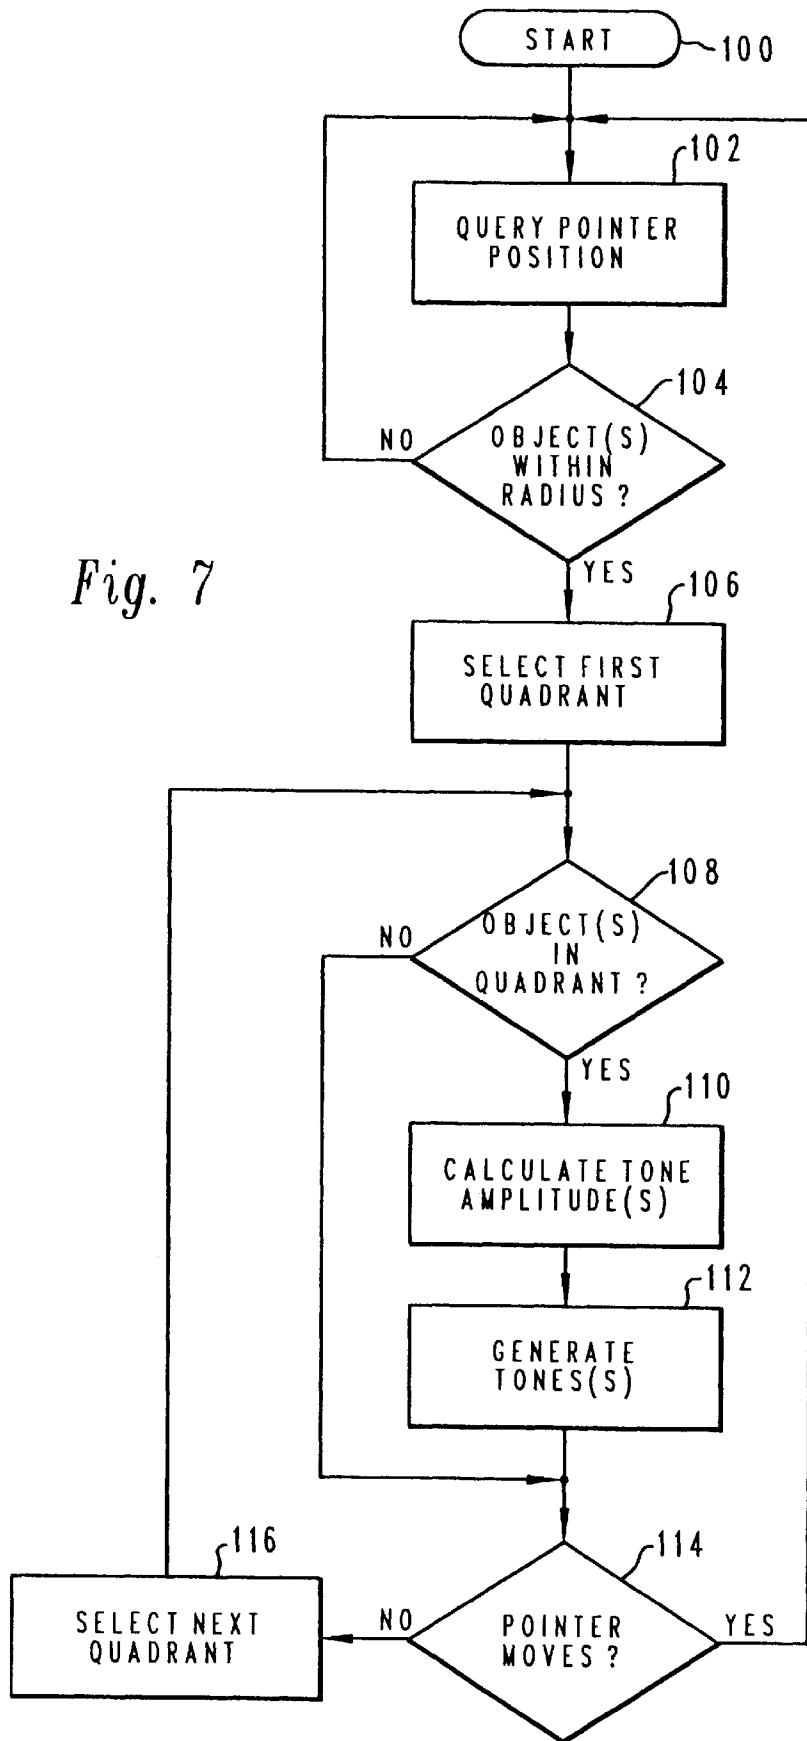 START
100
102
QUERY POINTER
POSITION
104
NO
OBJECT(S)
WITHIN
RADIUS ?
YES
Fig. 7
106
SELECT FIRST
QUADRANT
108
NO
OBJECT(S)
IN
QUADRANT ?
YES
110
CALCULATE TONE
AMPLITUDE(S)
112
GENERATE
TONES(S)
116
114
SELECT NEXT
QUADRANT
NO
POINTER
MOVES ?
YES